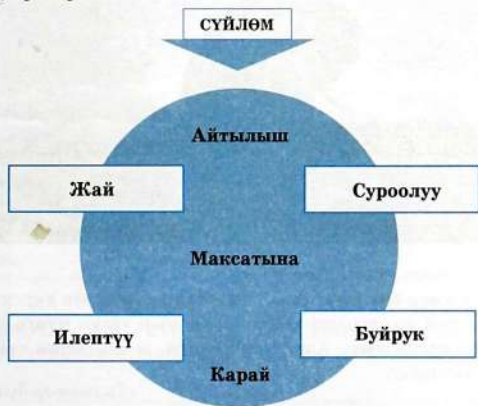 СҮЙЛӨМ
Айтылыш
Жай
Суроолуу
Максатына
Илептүү
Буйрук
Карай